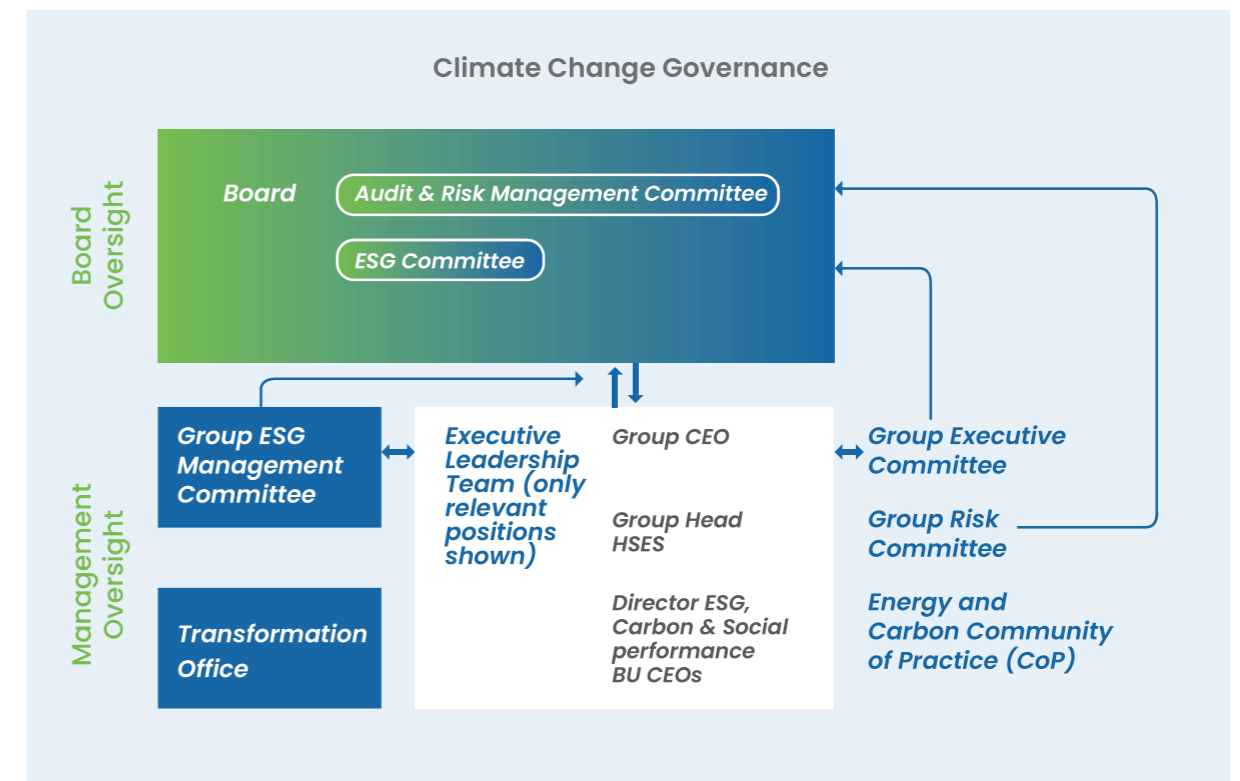 Climate Change Governance
Board
Oversight
Board
Audit & Risk Management Committee
ESG Committee
Management
Oversight
Group ESG
Management
Committee
Transformation
Office
Executive
Leadership
Team (only
relevant
positions
shown)
Group CEO
Group Head
HSES
Director ESG,
Carbon & Social
performance
BU CEOs
Group Executive
Committee
Group Risk
Committee
Energy and
Carbon Community
of Practice (CoP)